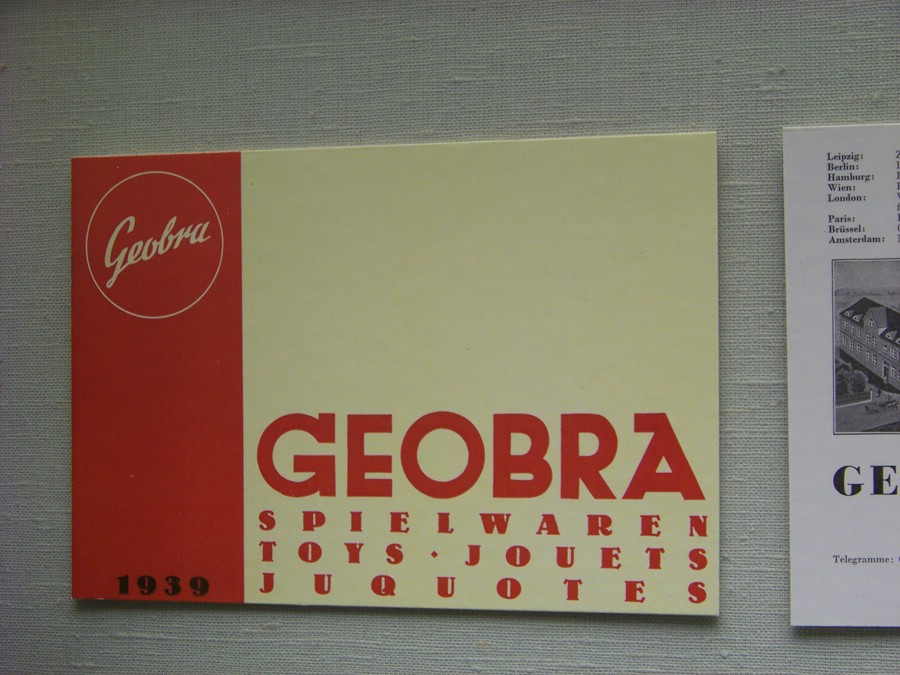 Geobra
GEOBRA
SPIELWAREN
TOYS · JOUETS
JUQUOTES
1939
Leipzig:
Berlin:
Hamburg:
Wien:
London:
Paris:
Brüssel:
Amsterdam:
GE
Telegramme: